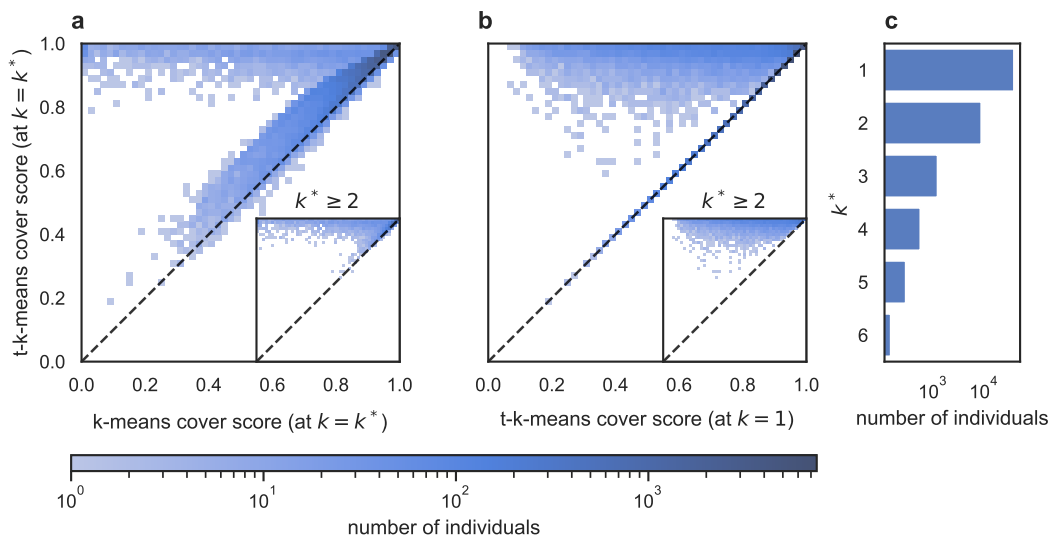 a
t-k-means cover score (at k = k*)
1.0
0.8
0.6
0.4
0.2
0.0
k* ≥ 2
0.0 0.2 0.4 0.6 0.8 1.0
k-means cover score (at k = k*)
b
k* ≥ 2
0.0 0.2 0.4 0.6 0.8 1.0
t-k-means cover score (at k = 1)
c
k*
1
2
3
4
5
6
10³ 10⁴
number of individuals
10⁰ 10¹ 10² 10³
number of individuals